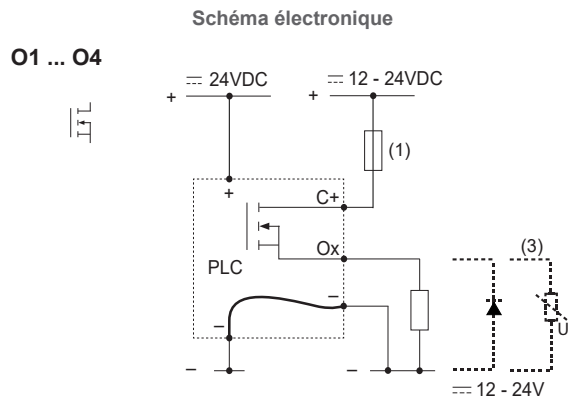 Schéma électronique
O1 ... O4
⎓ 24VDC
⎓ 12 - 24VDC
+
+
(1)
+
C+
Ox
PLC
(3)
–
–
U
–
–
⎓ 12 - 24V